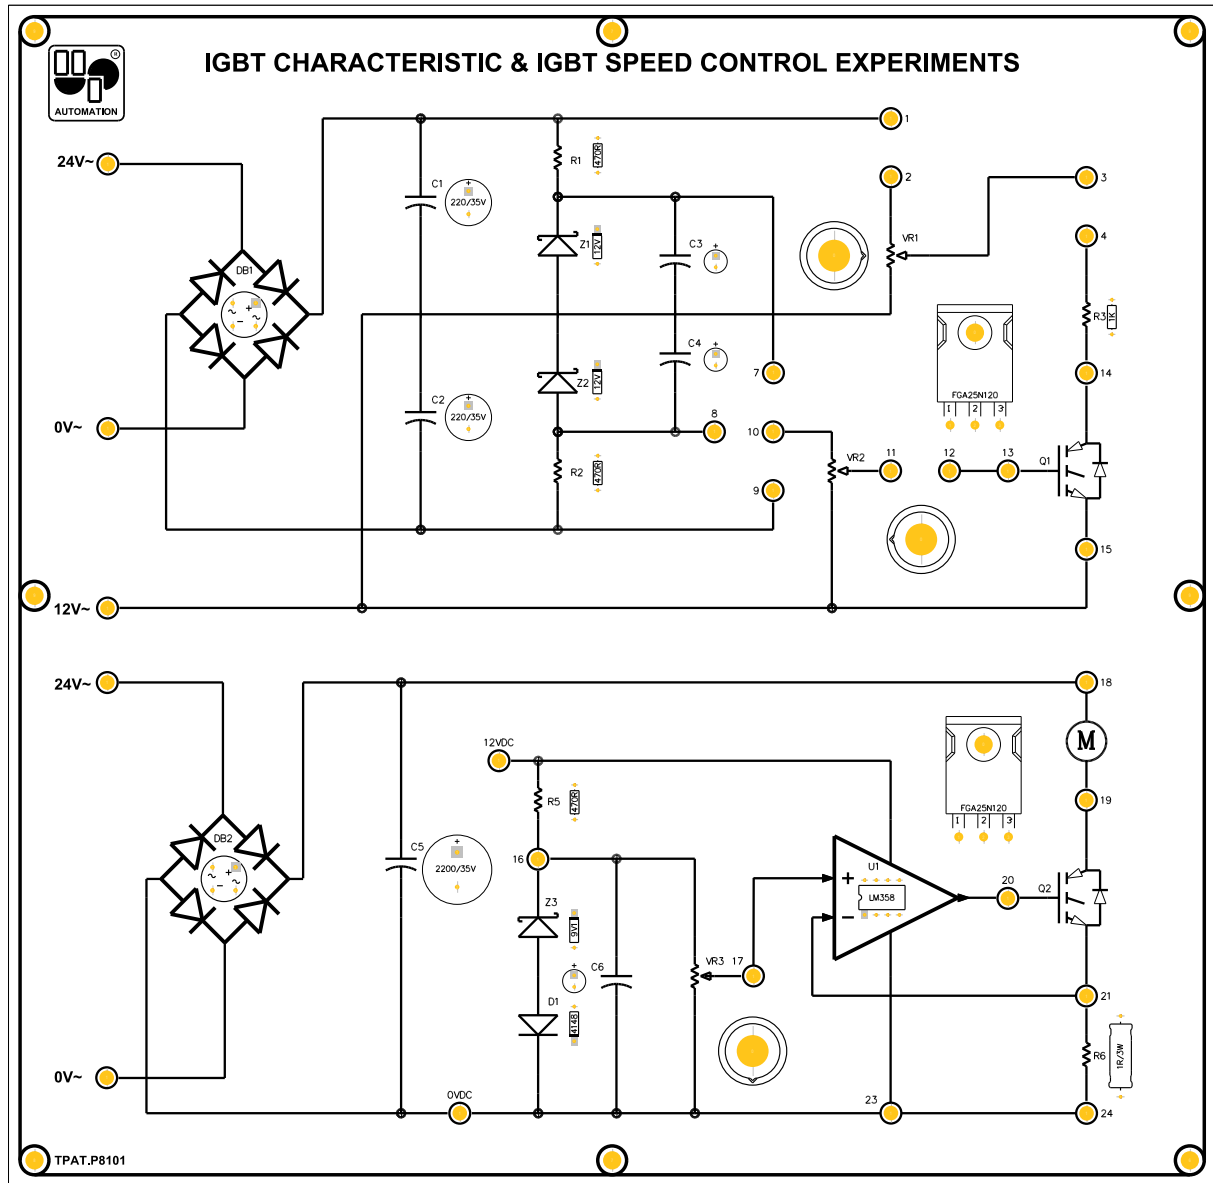 IGBT CHARACTERISTIC & IGBT SPEED CONTROL EXPERIMENTS
®
AUTOMATION
24V~
1
R1
470R
2
3
C1
+
220/35V
4
Z1
12V
C3
+
VR1
DB1
~ + − ~
R3
1K
C4
+
7
14
Z2
12V
FGA25N120
1 2 3
C2
+
220/35V
0V~
8
10
R2
470R
VR2
11
12
13
Q1
9
15
12V~
24V~
18
12VDC
M
R5
470R
19
FGA25N120
1 2 3
DB2
~ + − ~
C5
+
2200/35V
16
U1
+
LM358
−
20
Q2
Z3
9V1
+
C6
VR3
17
21
D1
4148
R6
1R/3W
0V~
0VDC
23
24
TPAT.P8101